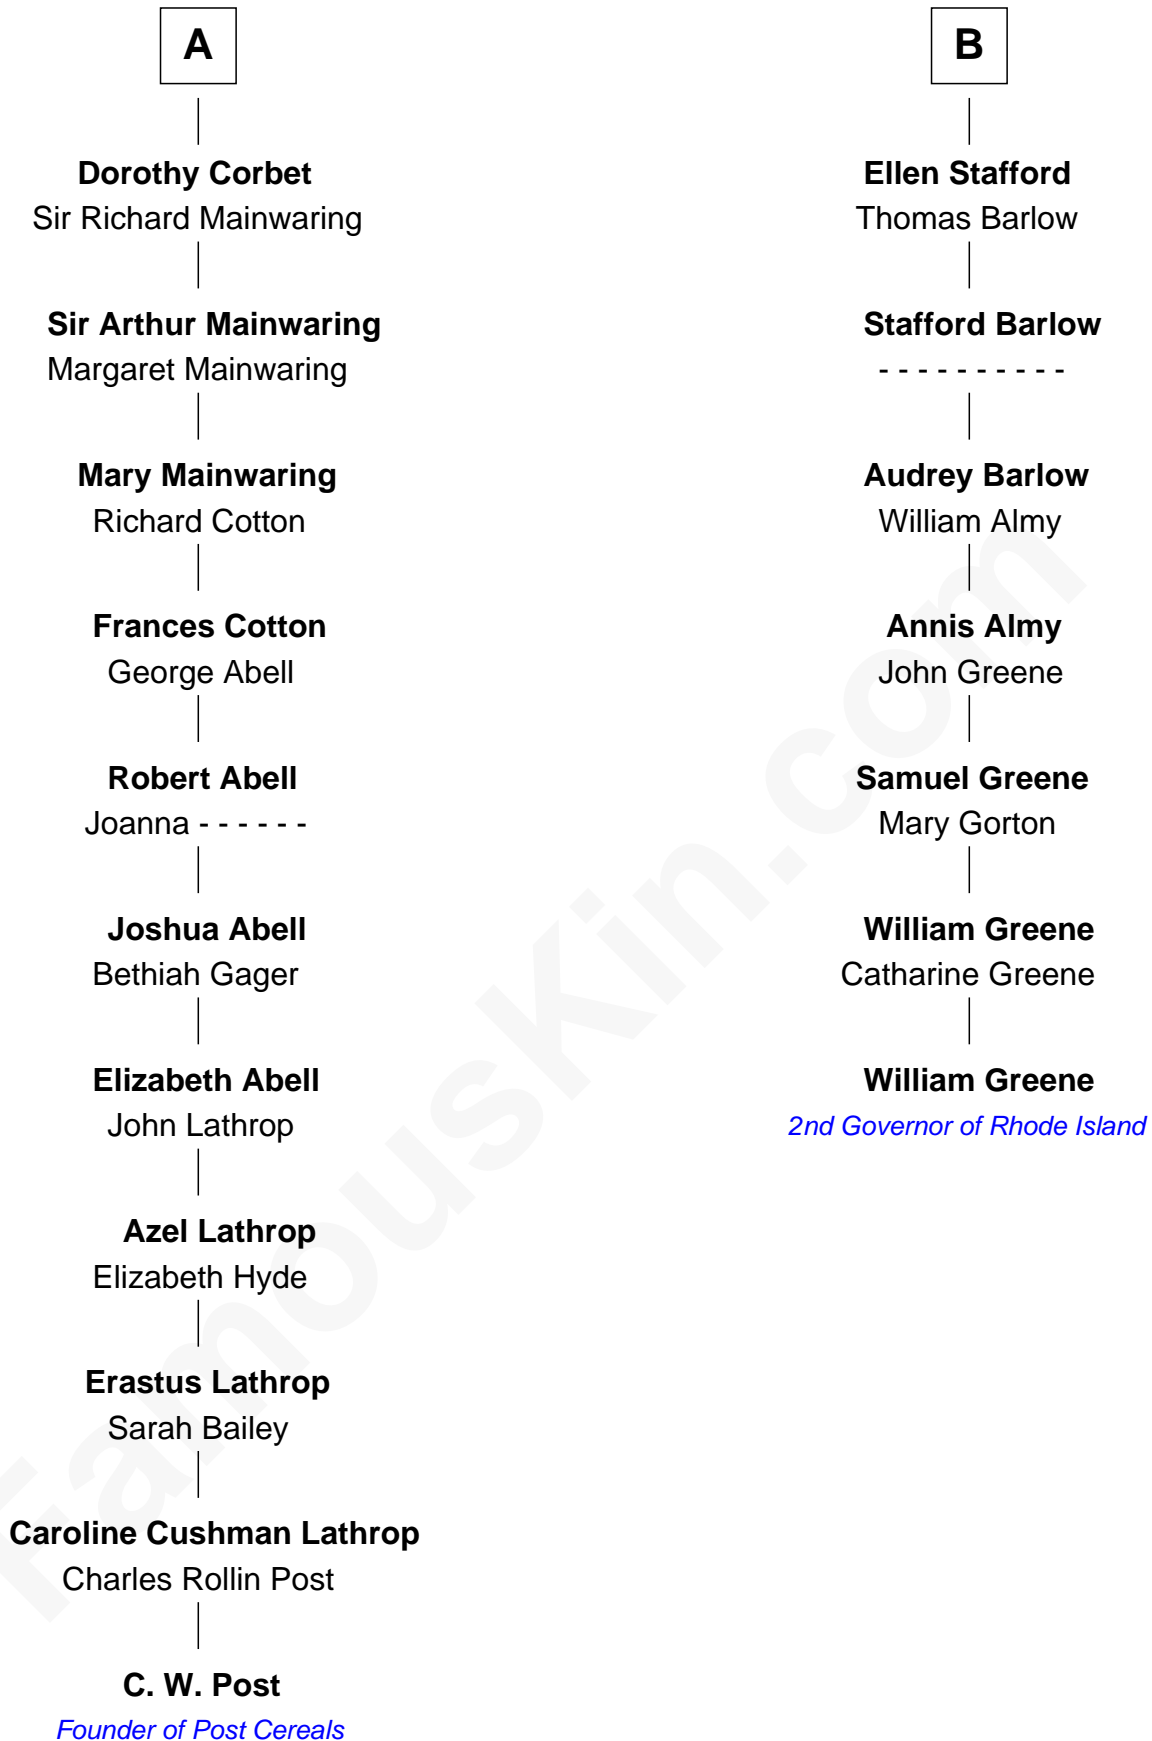 A
Dorothy Corbet
Sir Richard Mainwaring
Sir Arthur Mainwaring
Margaret Mainwaring
Mary Mainwaring
Richard Cotton
Frances Cotton
George Abell
Robert Abell
Joanna - - - - - -
Joshua Abell
Bethiah Gager
Elizabeth Abell
John Lathrop
Azel Lathrop
Elizabeth Hyde
Erastus Lathrop
Sarah Bailey
Caroline Cushman Lathrop
Charles Rollin Post
C. W. Post
Founder of Post Cereals
B
Ellen Stafford
Thomas Barlow
Stafford Barlow
- - - - - - - - - -
Audrey Barlow
William Almy
Annis Almy
John Greene
Samuel Greene
Mary Gorton
William Greene
Catharine Greene
William Greene
2nd Governor of Rhode Island
FamousKin.com